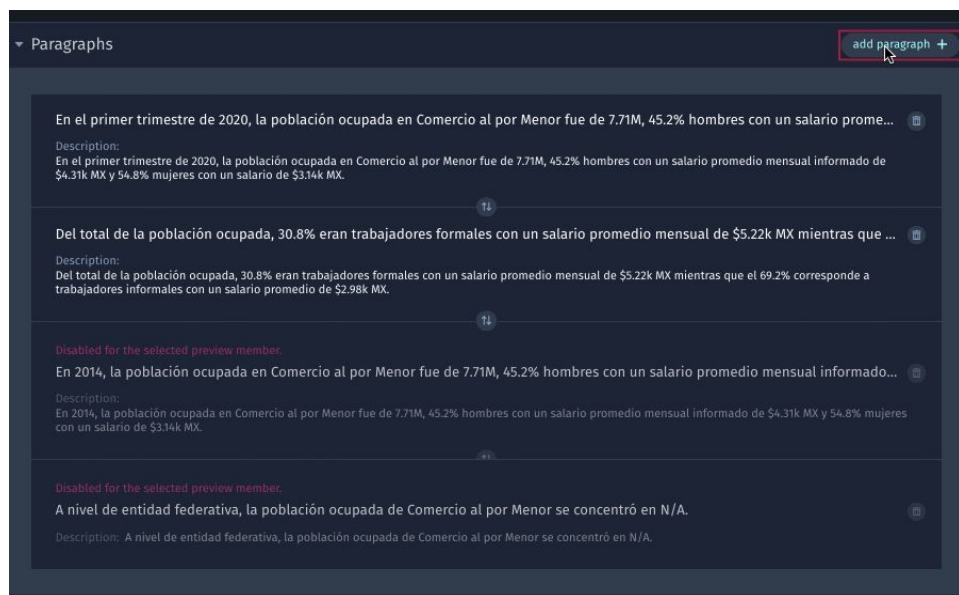 Paragraphs
add paragraph +
En el primer trimestre de 2020, la población ocupada en Comercio al por Menor fue de 7.71M, 45.2% hombres con un salario prome...
Description:
En el primer trimestre de 2020, la población ocupada en Comercio al por Menor fue de 7.71M, 45.2% hombres con un salario promedio mensual informado de
$4.31k MX y 54.8% mujeres con un salario de $3.14k MX.
Del total de la población ocupada, 30.8% eran trabajadores formales con un salario promedio mensual de $5.22k MX mientras que ...
Description:
Del total de la población ocupada, 30.8% eran trabajadores formales con un salario promedio mensual de $5.22k MX mientras que el 69.2% corresponde a
trabajadores informales con un salario promedio de $2.98k MX.
Disabled for the selected preview member.
En 2014, la población ocupada en Comercio al por Menor fue de 7.71M, 45.2% hombres con un salario promedio mensual informado...
Description:
En 2014, la población ocupada en Comercio al por Menor fue de 7.71M, 45.2% hombres con un salario promedio mensual informado de $4.31k MX y 54.8% mujeres
con un salario de $3.14k MX.
Disabled for the selected preview member.
A nivel de entidad federativa, la población ocupada de Comercio al por Menor se concentró en N/A.
Description: A nivel de entidad federativa, la población ocupada de Comercio al por Menor se concentró en N/A.